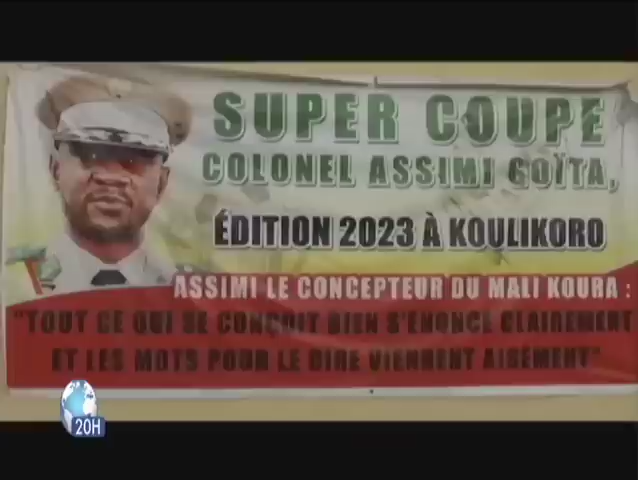 SUPER COUPE
COLONEL ASSIMI GOÏTA,
ÉDITION 2023 À KOULIKORO
ASSIMI LE CONCEPTEUR DU MALI KOURA :
"TOUT CE QUI SE CONÇOIT BIEN S'ENONCE CLAIREMENT
ET LES MOTS POUR LE DIRE VIENNENT AISÉMENT"
20H